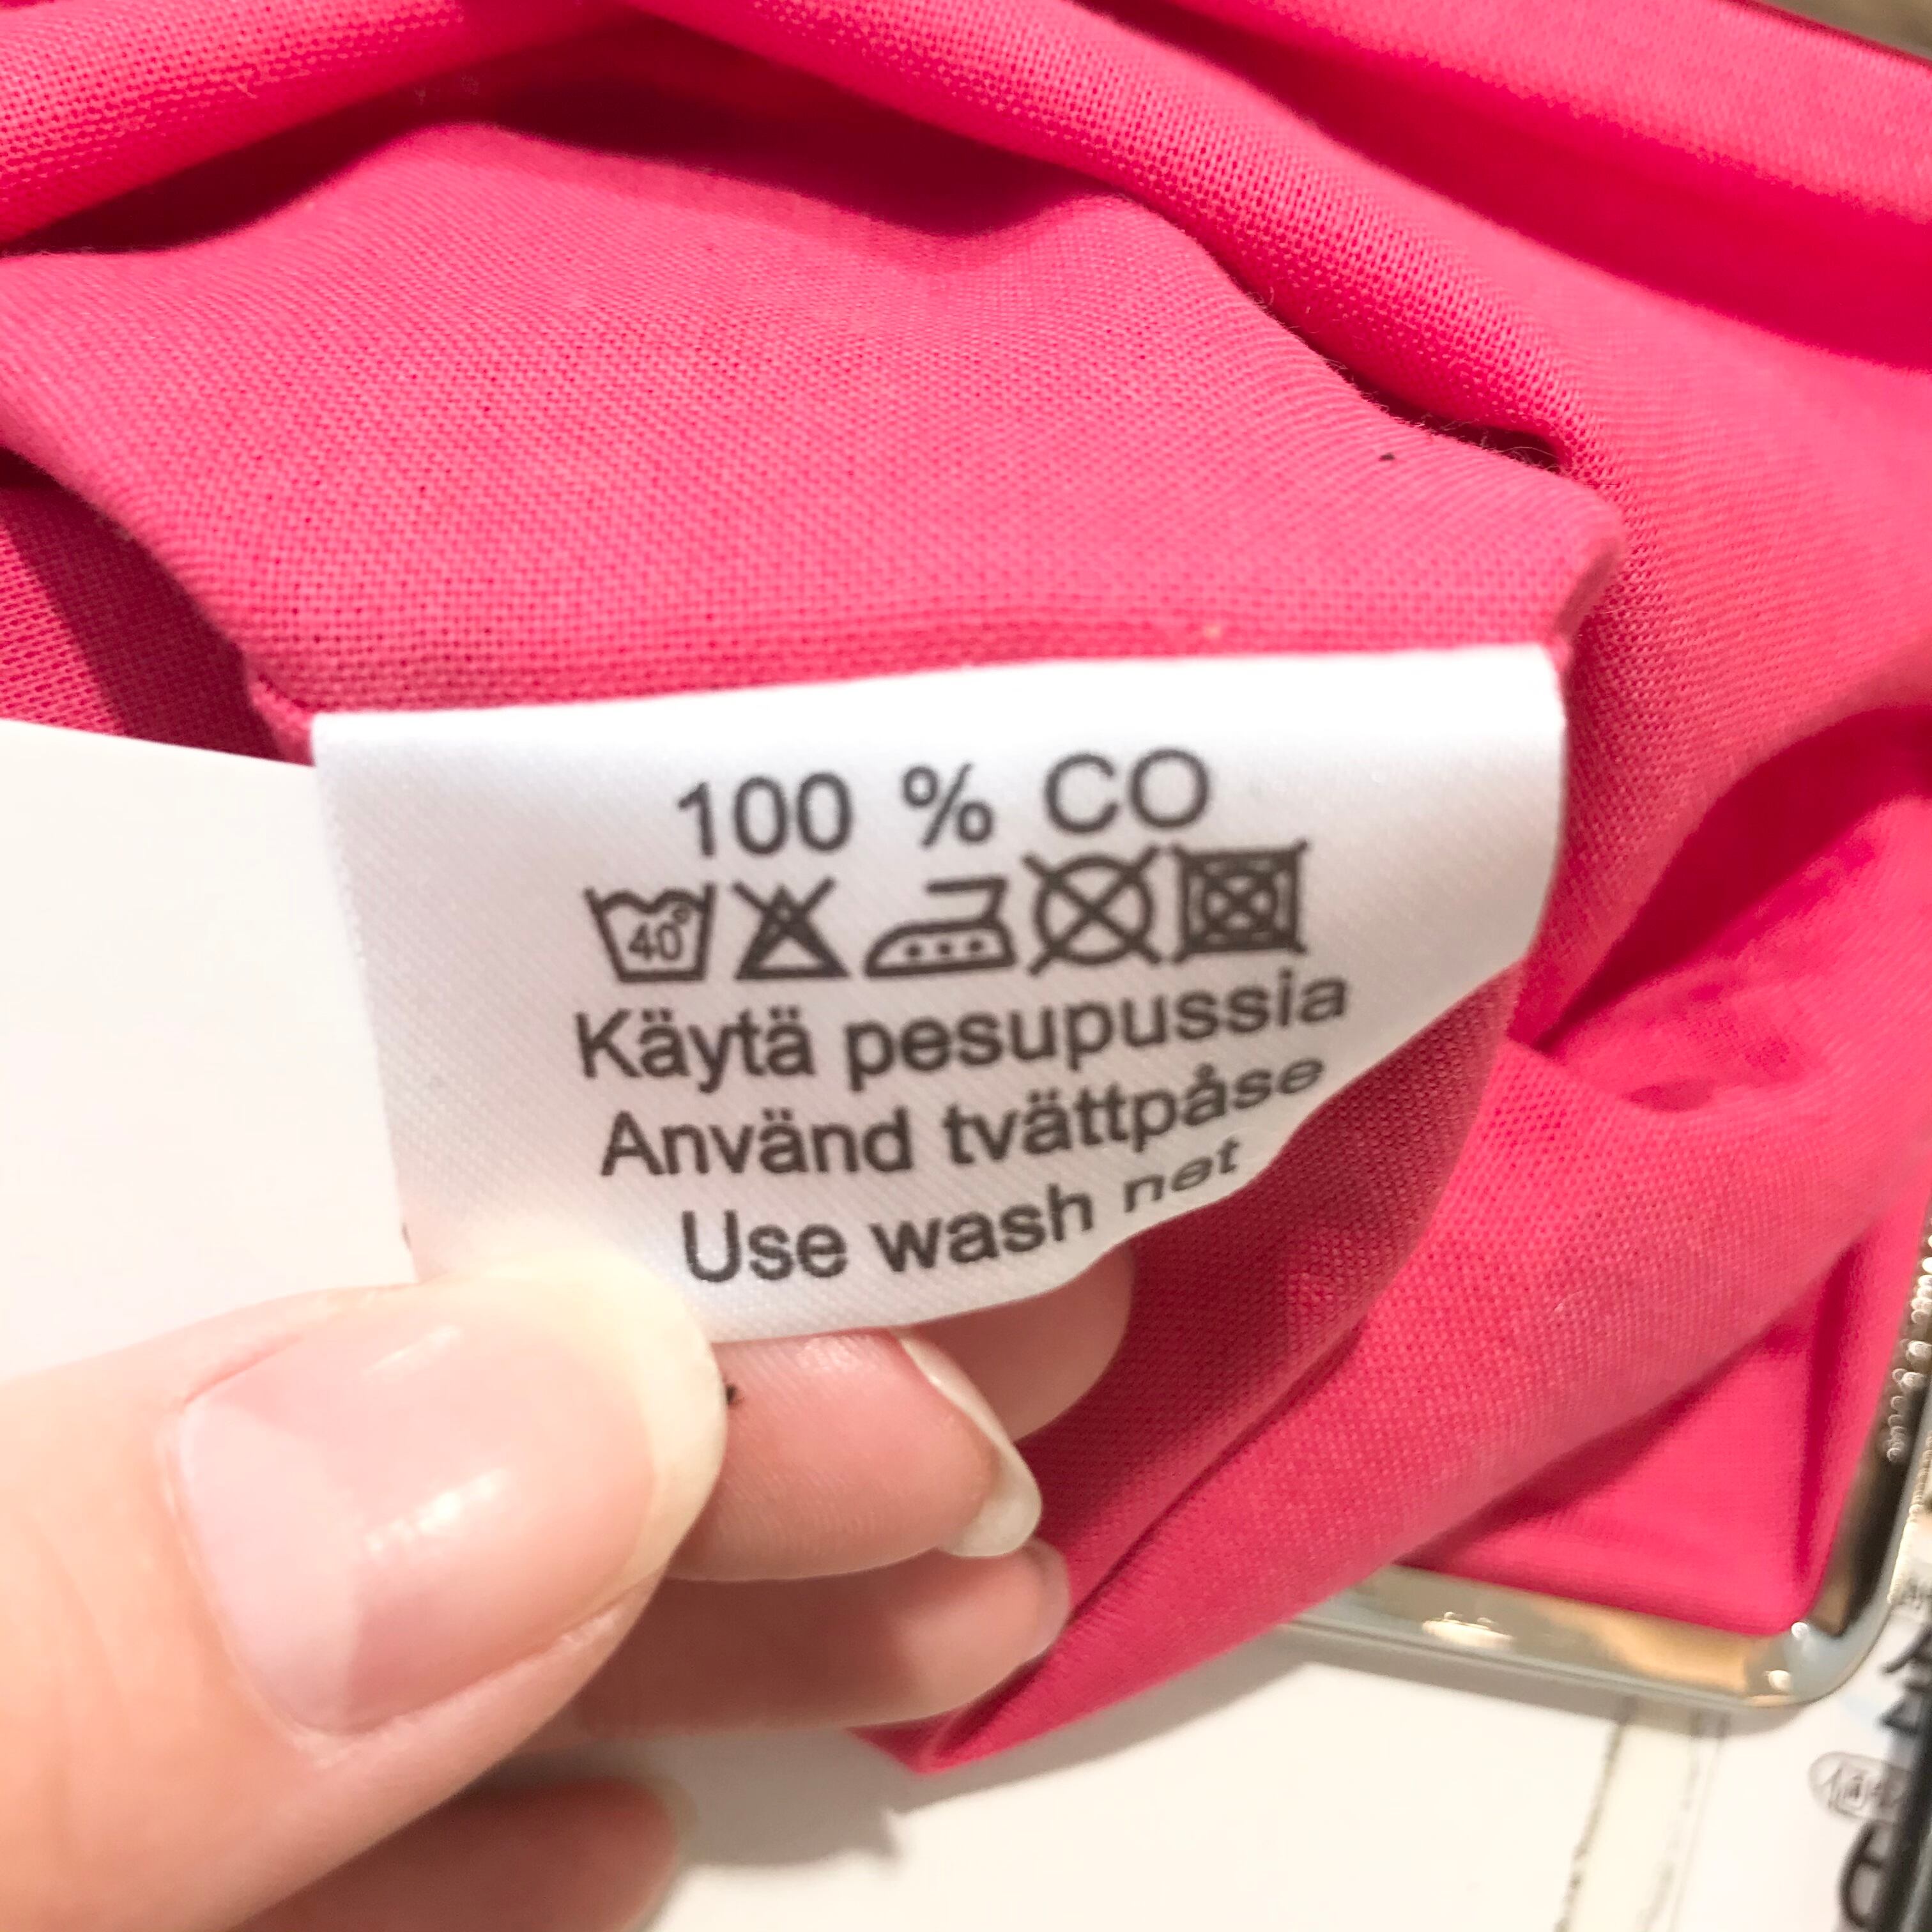 100 % CO
40°
Käytä pesupussia
Använd tvättpåse
Use wash net